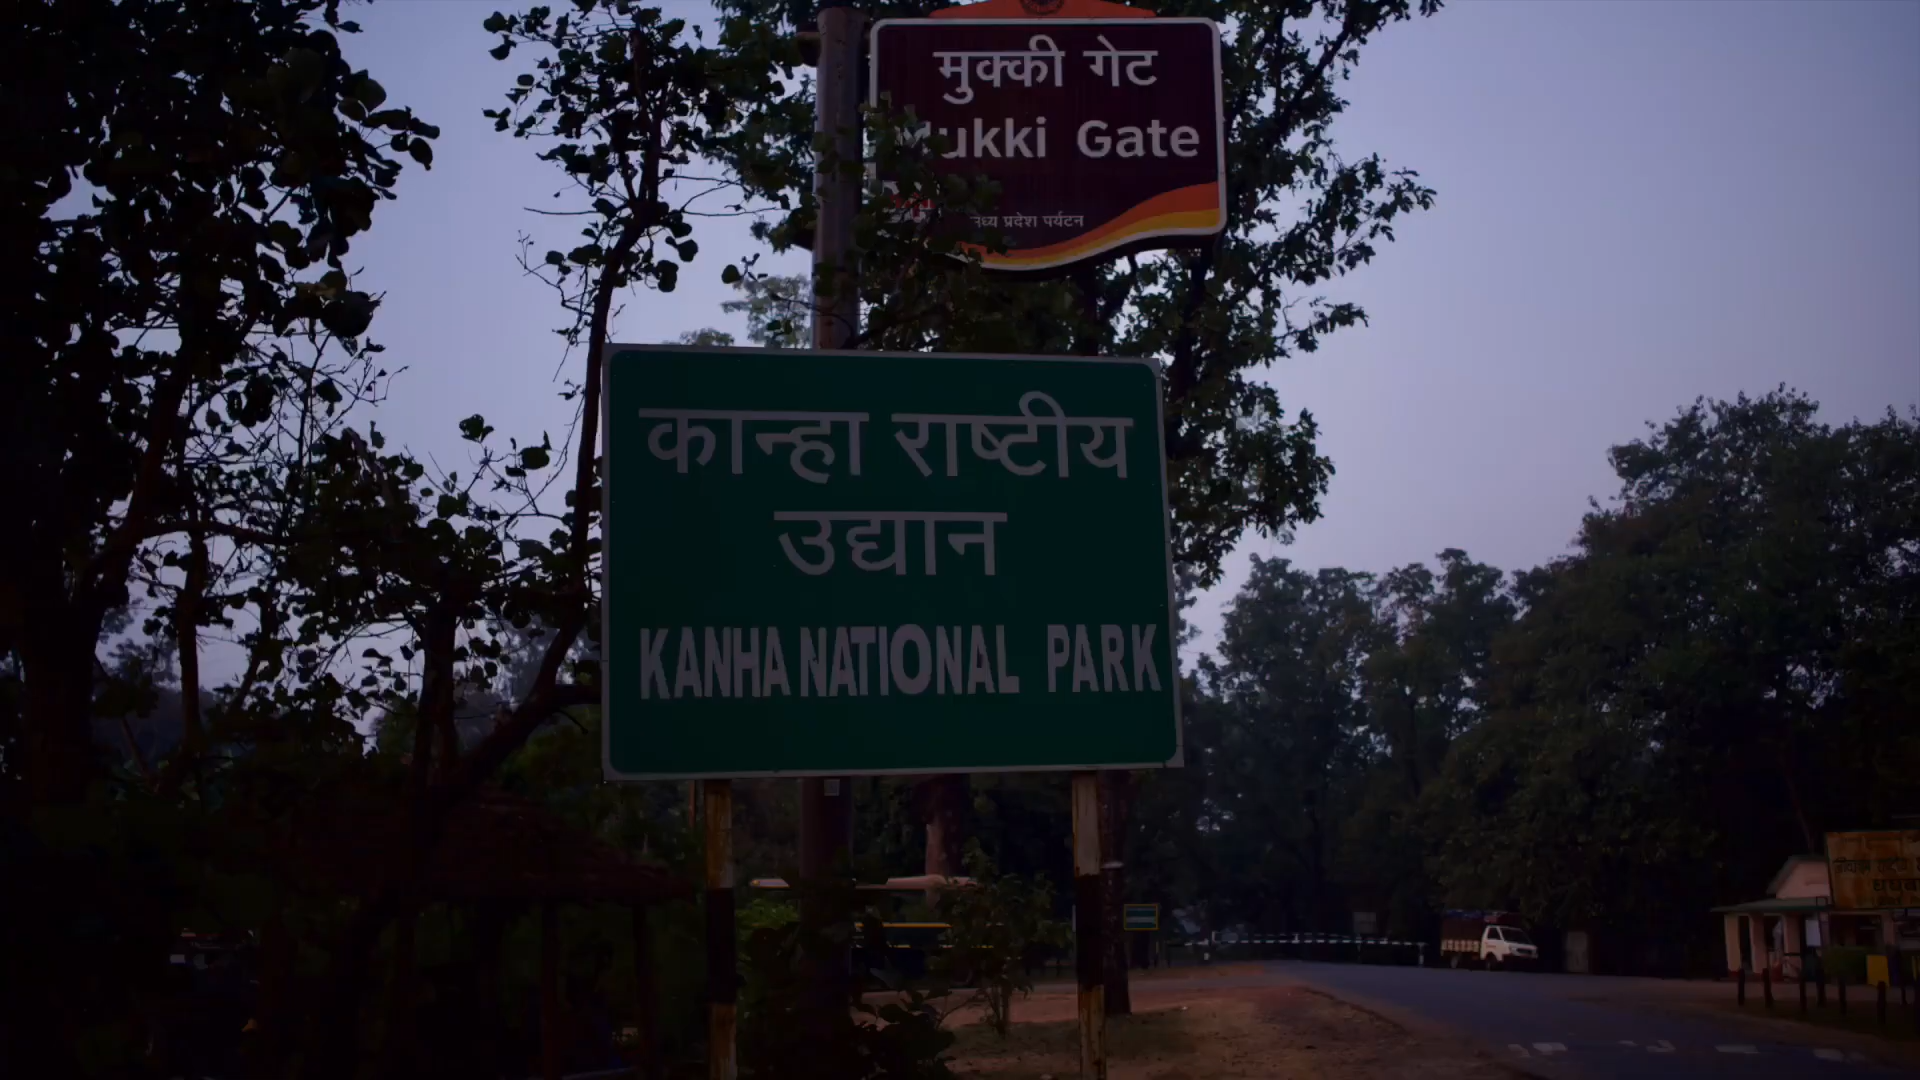 मुक्की गेट
Mukki Gate
मध्य प्रदेश पर्यटन
कान्हा राष्टीय
उद्यान
KANHA NATIONAL PARK